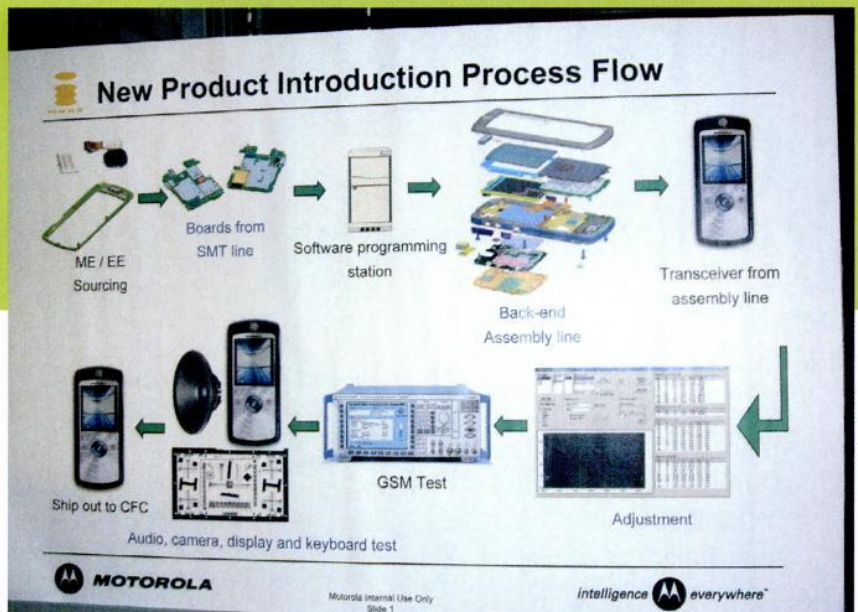 New Product Introduction Process Flow
ME / EE
Sourcing
Boards from
SMT line
Software programming
station
Back-end
Assembly line
Transceiver from
assembly line
Adjustment
GSM Test
Audio, camera, display and keyboard test
Ship out to CFC
MOTOROLA
Motorola Internal Use Only
Slide 1
intelligence everywhere